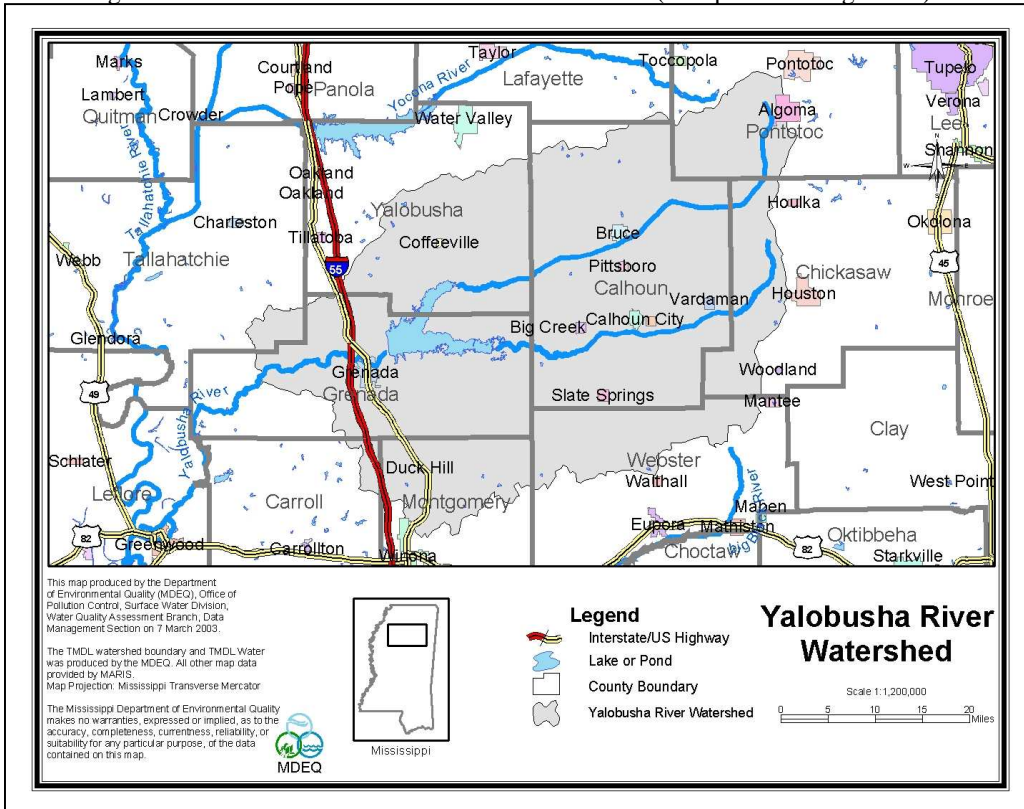 Marks
Courtland
Taylor
Toccopola
Pontotoc
Tupelo
Lambert
Pope
Panola
Yocona River
Lafayette
Quitman
Crowder
Water Valley
Algoma
Pontotoc
Verona
Lee
Shannon
Tallahatchie River
Oakland
Oakland
Charleston
Tillatoba
Yalobusha
Coffeeville
Bruce
Houlka
Okolona
Webb
Tallahatchie
55
Pittsboro
Calhoun
Vardaman
Chickasaw
Houston
45
Monroe
Big Creek
Calhoun City
Glendora
Grenada
Grenada
Woodland
49
Yalobusha River
Slate Springs
Mantee
Clay
Schlater
Duck Hill
Webster
Walthall
West Point
Leflore
Carroll
Montgomery
Big Black River
Maben
Eupora
Mathiston
82
Greenwood
Carrollton
Winona
Choctaw
82
Oktibbeha
Starkville
This map produced by the Department
of Environmental Quality (MDEQ), Office of
Pollution Control, Surface Water Division,
Water Quality Assessment Branch, Data
Management Section on 7 March 2003.
The TMDL watershed boundary and TMDL Water
was produced by the MDEQ. All other map data
provided by MARIS.
Map Projection: Mississippi Transverse Mercator
The Mississippi Department of Environmental Quality
makes no warranties, expressed or implied, as to the
accuracy, completeness, currentness, reliability, or
suitability for any particular purpose, of the data
contained on this map.
MDEQ
Mississippi
Legend
Interstate/US Highway
Lake or Pond
County Boundary
Yalobusha River Watershed
Yalobusha River
Watershed
Scale 1:1,200,000
0 5 10 15 20
Miles